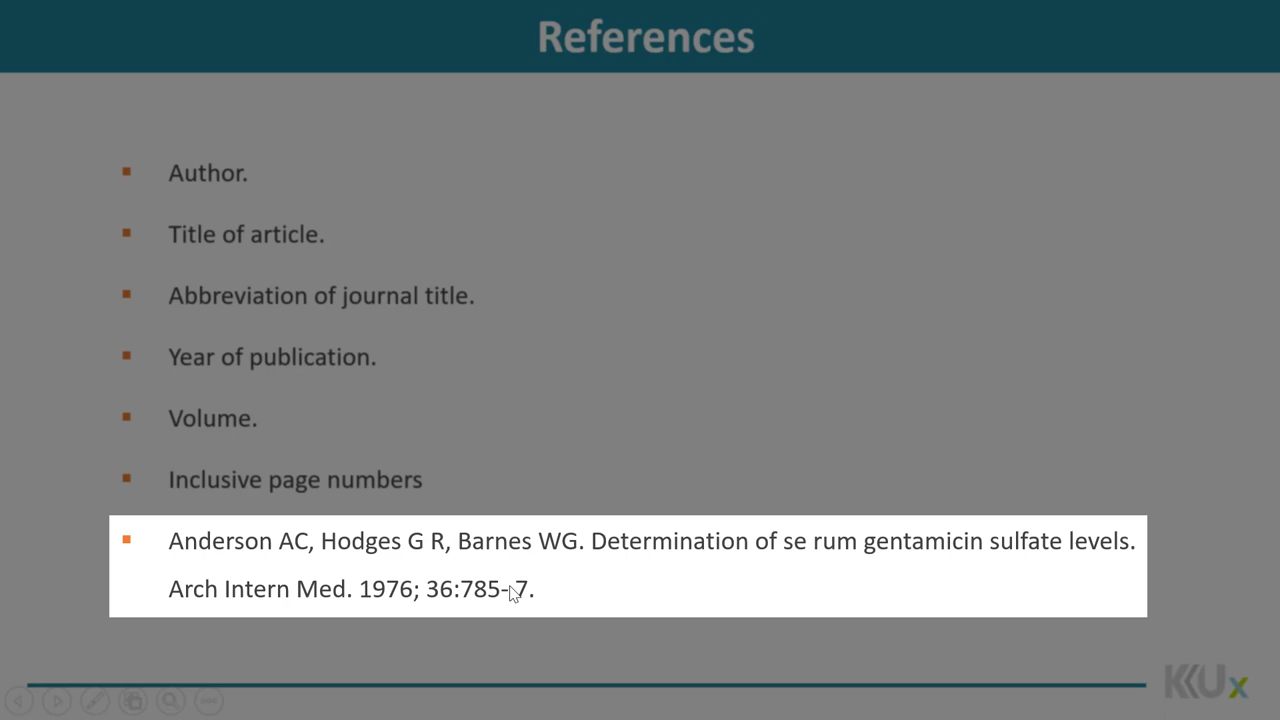 References
Author.
Title of article.
Abbreviation of journal title.
Year of publication.
Volume.
Inclusive page numbers
Anderson AC, Hodges G R, Barnes WG. Determination of se rum gentamicin sulfate levels.
Arch Intern Med. 1976; 36:785-7.
KKUx